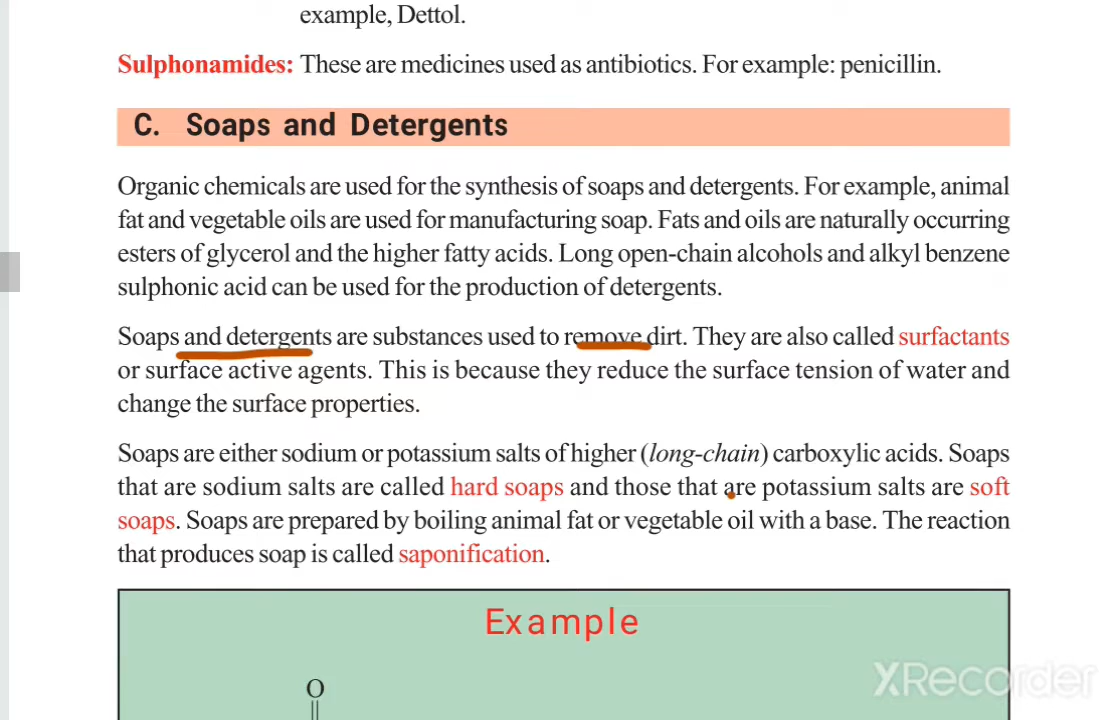 example, Dettol.
Sulphonamides: These are medicines used as antibiotics. For example: penicillin.
C. Soaps and Detergents
Organic chemicals are used for the synthesis of soaps and detergents. For example, animal
fat and vegetable oils are used for manufacturing soap. Fats and oils are naturally occurring
esters of glycerol and the higher fatty acids. Long open-chain alcohols and alkyl benzene
sulphonic acid can be used for the production of detergents.
Soaps and detergents are substances used to remove dirt. They are also called surfactants
or surface active agents. This is because they reduce the surface tension of water and
change the surface properties.
Soaps are either sodium or potassium salts of higher (long-chain) carboxylic acids. Soaps
that are sodium salts are called hard soaps and those that are potassium salts are soft
soaps. Soaps are prepared by boiling animal fat or vegetable oil with a base. The reaction
that produces soap is called saponification.
Example
O
XRecorder